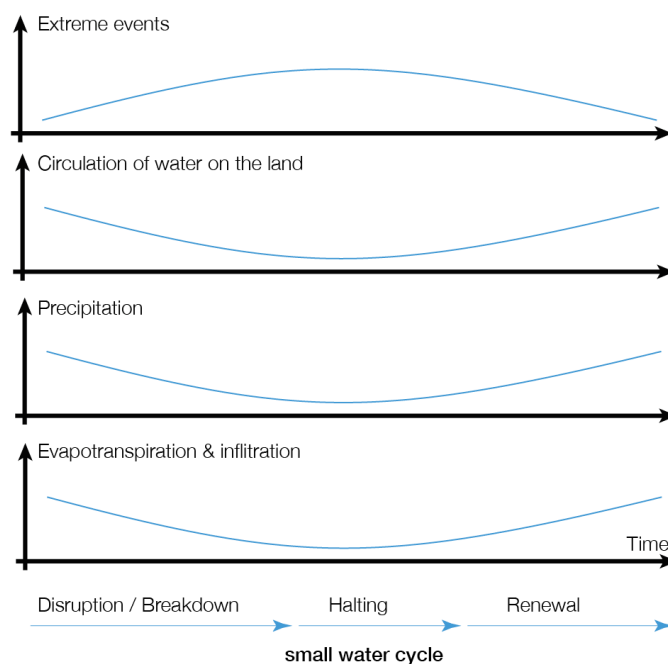 Extreme events
Circulation of water on the land
Precipitation
Evapotranspiration & inflitration
Time
Disruption / Breakdown
Halting
Renewal
small water cycle